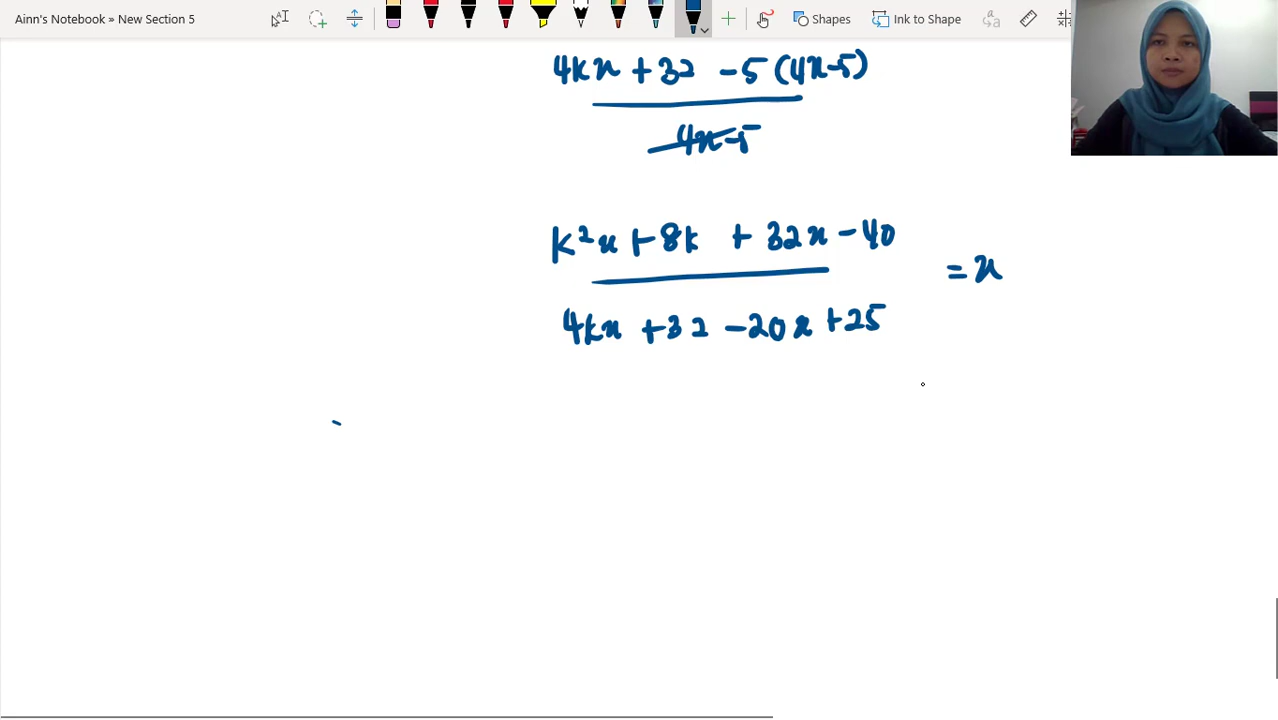 Ainn's Notebook » New Section 5
Shapes
Ink to Shape
4kx + 32 - 5 (4x-5)
4x-5
k²x + 8k + 32x - 40
= x
4kx + 32 - 20x + 25